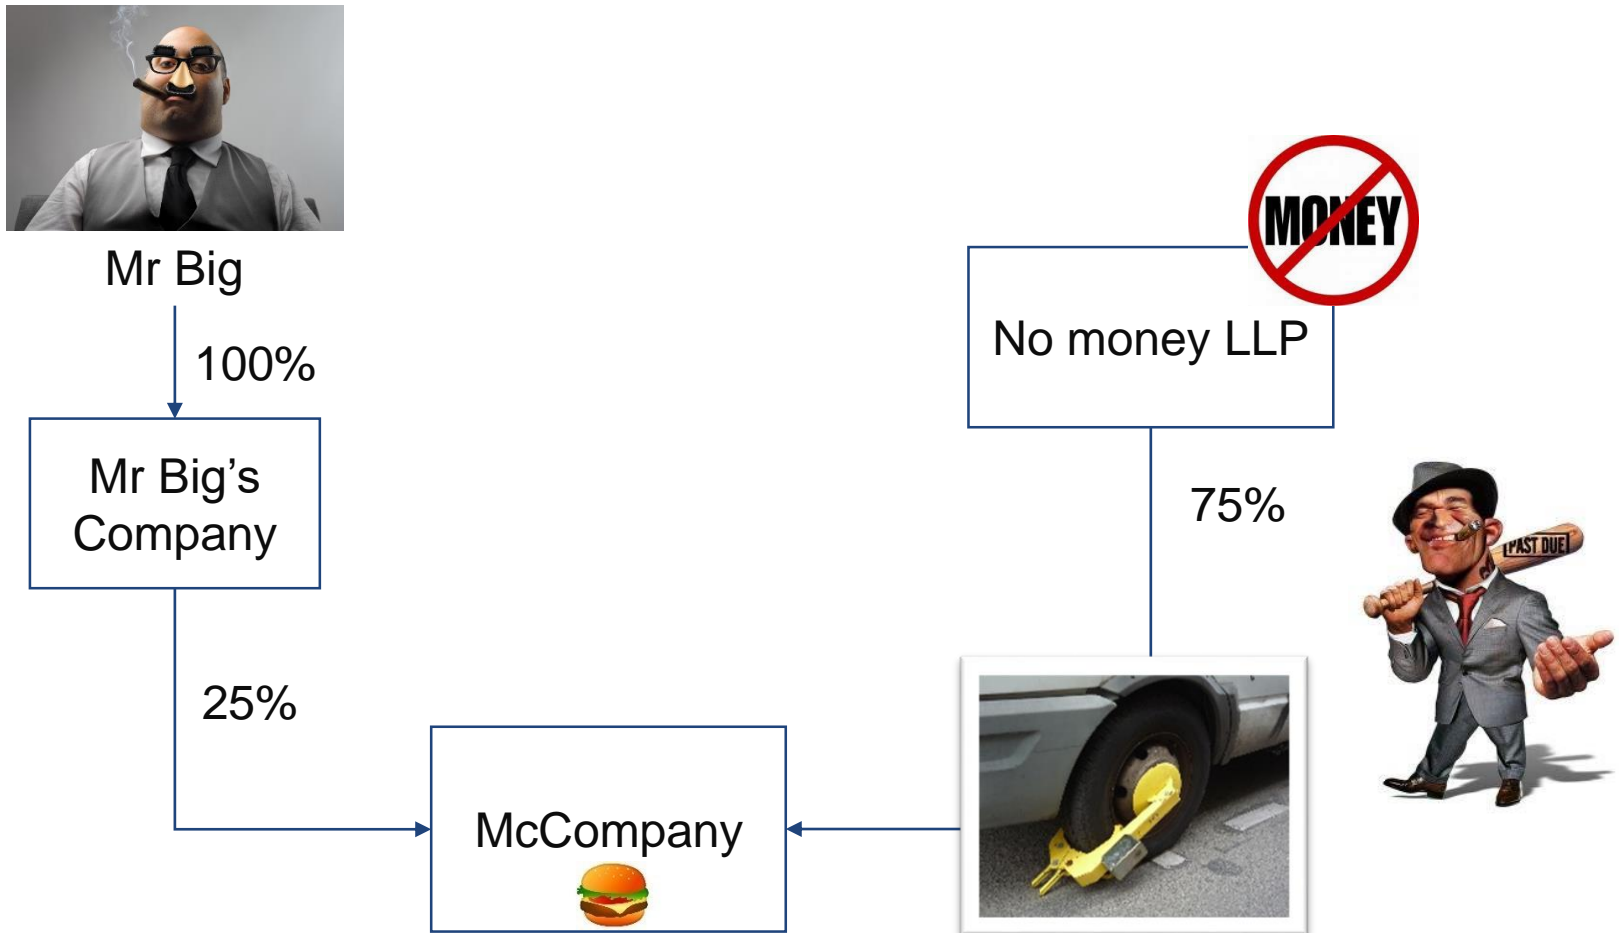 Mr Big
100%
Mr Big’s
Company
25%
McCompany
MONEY
No money LLP
75%
PAST DUE